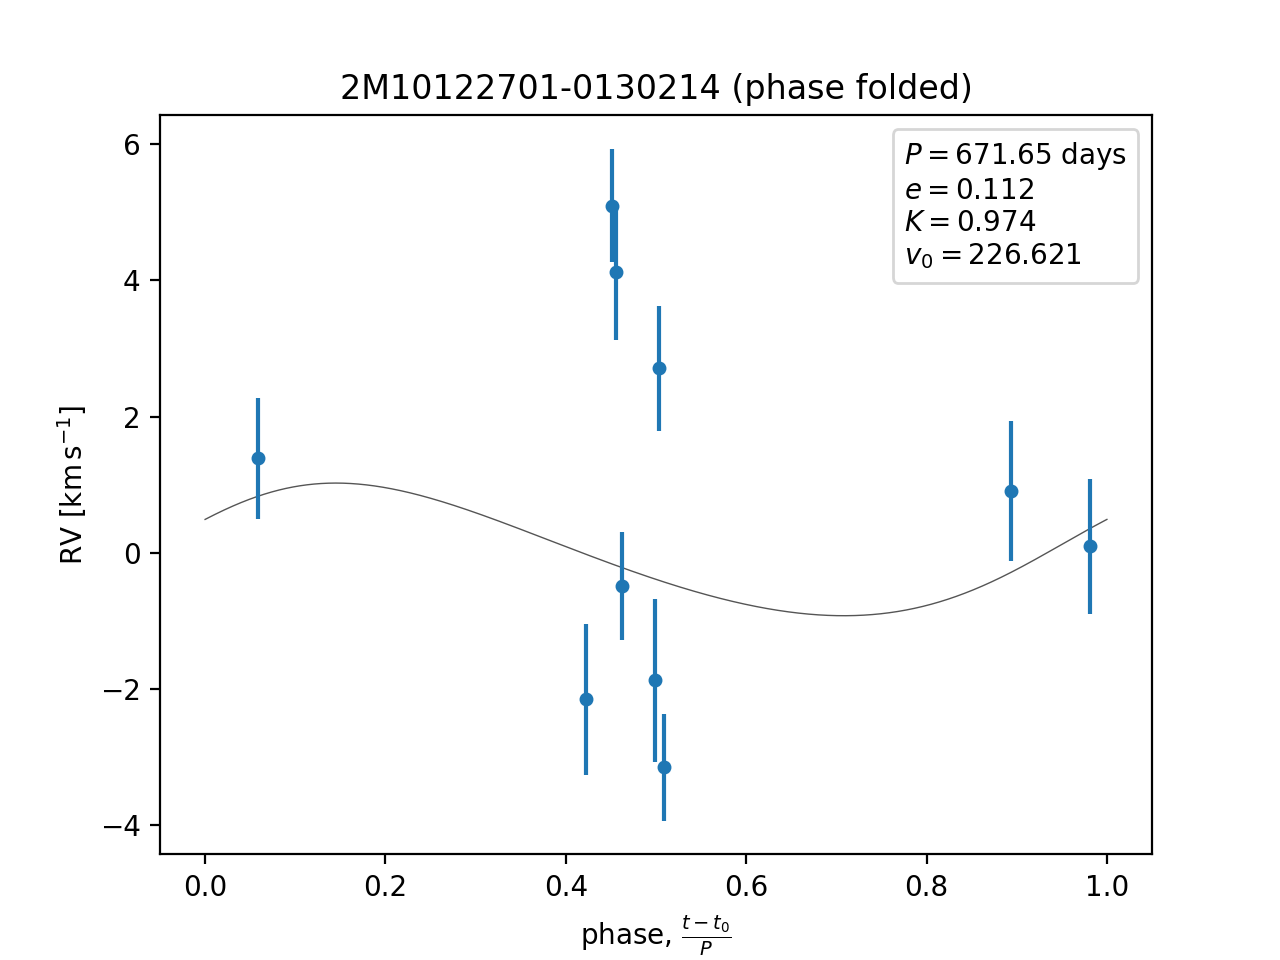 2M10122701-0130214 (phase folded)
P = 671.65 days
e = 0.112
K = 0.974
v₀ = 226.621
6
4
2
0
−2
−4
RV [km s⁻¹]
0.0 0.2 0.4 0.6 0.8 1.0
phase, (t − t₀)/P